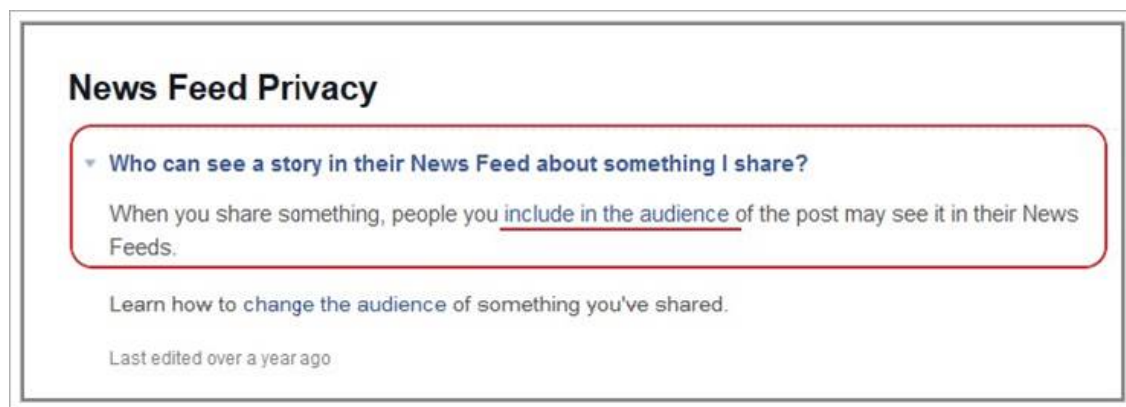 News Feed Privacy
Who can see a story in their News Feed about something I share?
When you share something, people you include in the audience of the post may see it in their News
Feeds.
Learn how to change the audience of something you've shared.
Last edited over a year ago